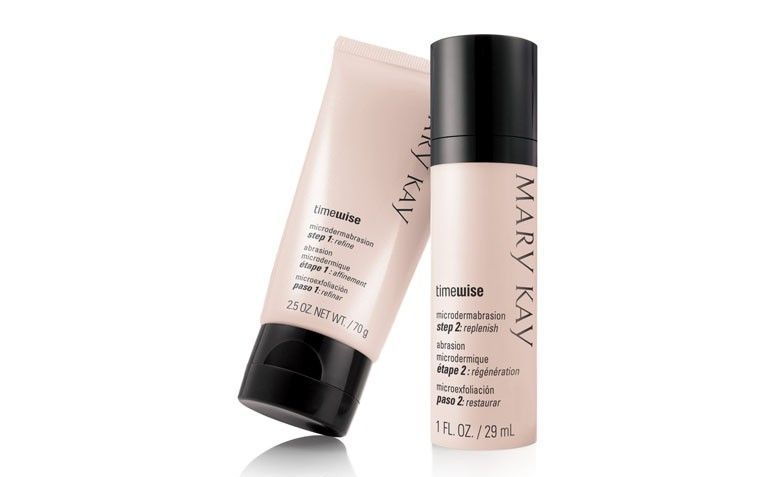 KAY
timewise
microdermabrasion
step 1: refine
abrasion
microdermique
étape 1 : affinement
microexfoliación
paso 1: refinar
2.5 OZ. NET WT. / 70 g
MARY KAY
timewise
microdermabrasion
step 2: replenish
abrasion
microdermique
étape 2 : régénération
microexfoliación
paso 2: restaurar
1 FL. OZ. / 29 mL